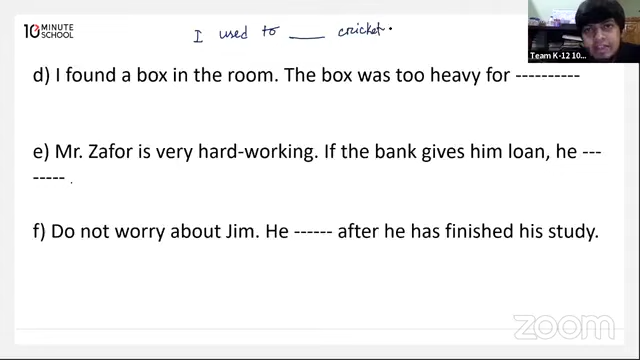 10 MINUTE SCHOOL
I used to ____ cricket.
Team K-12 10...
d) I found a box in the room. The box was too heavy for ----------
e) Mr. Zafor is very hard-working. If the bank gives him loan, he ---
-------- .
f) Do not worry about Jim. He ------ after he has finished his study.
zoom